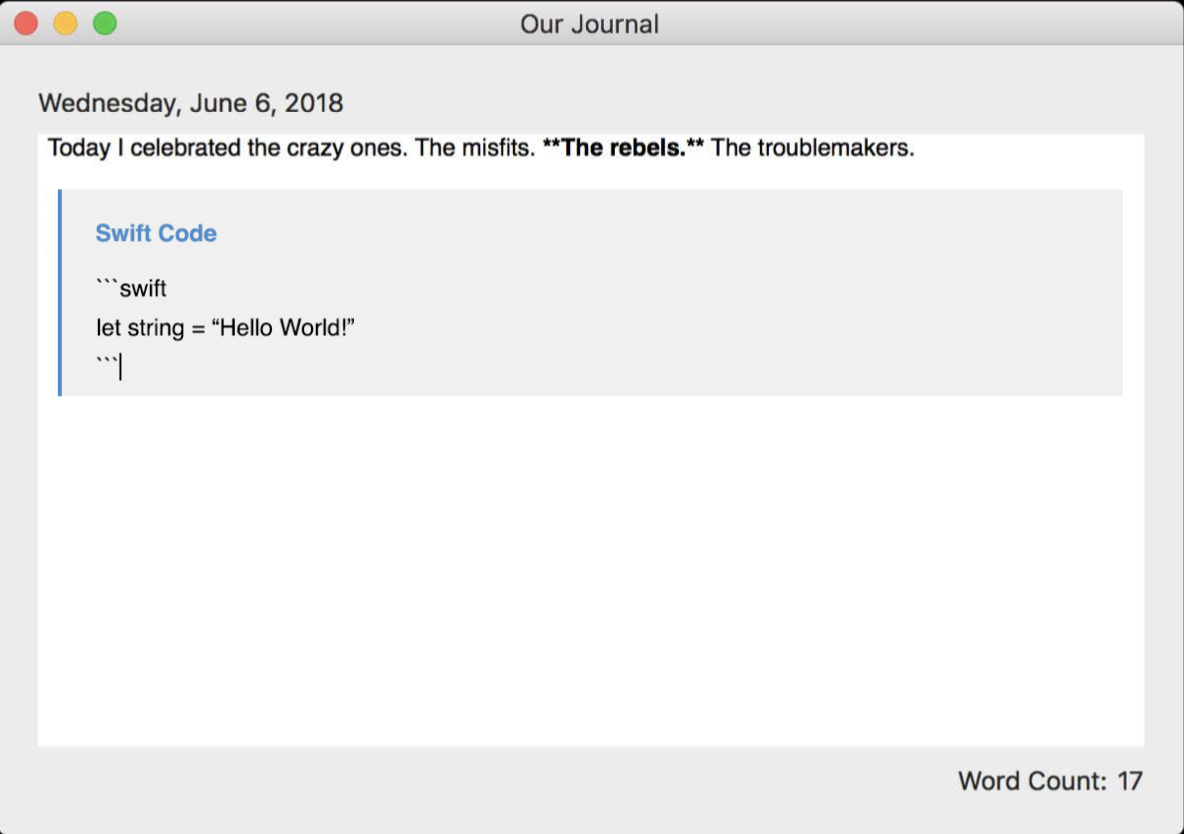 Our Journal
Wednesday, June 6, 2018
Today I celebrated the crazy ones. The misfits. **The rebels.** The troublemakers.
Swift Code
```swift
let string = “Hello World!”
```
Word Count: 17